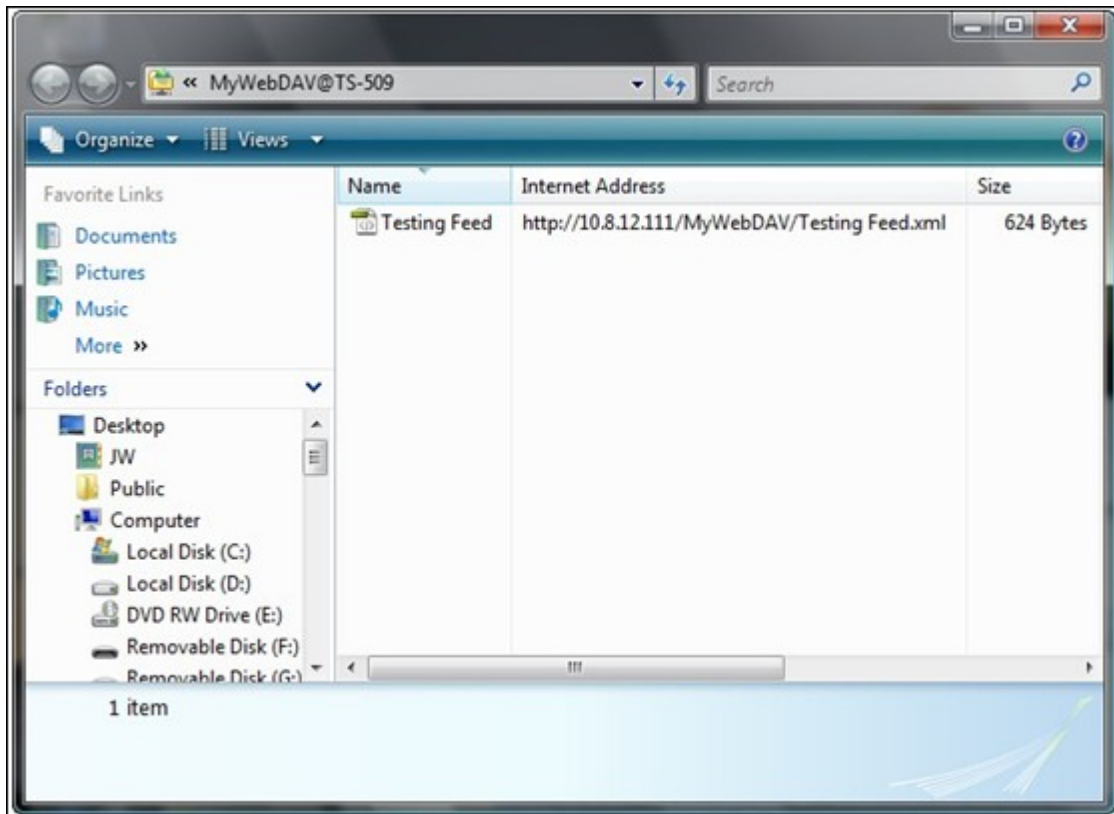 « MyWebDAV@TS-509
Search
Organize
Views
Favorite Links
Documents
Pictures
Music
More »
Folders
Desktop
JW
Public
Computer
Local Disk (C:)
Local Disk (D:)
DVD RW Drive (E:)
Removable Disk (F:)
Removable Disk (G:)
Name Internet Address Size
Testing Feed http://10.8.12.111/MyWebDAV/Testing Feed.xml 624 Bytes
1 item